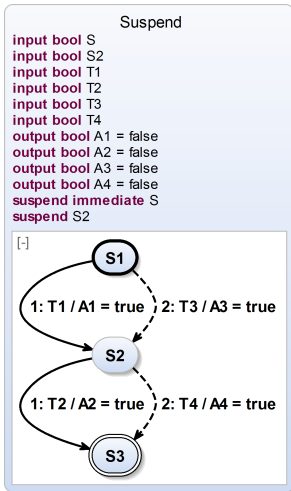 Suspend
input bool S
input bool S2
input bool T1
input bool T2
input bool T3
input bool T4
output bool A1 = false
output bool A2 = false
output bool A3 = false
output bool A4 = false
suspend immediate S
suspend S2
[-]
S1
1: T1 / A1 = true 2: T3 / A3 = true
S2
1: T2 / A2 = true 2: T4 / A4 = true
S3